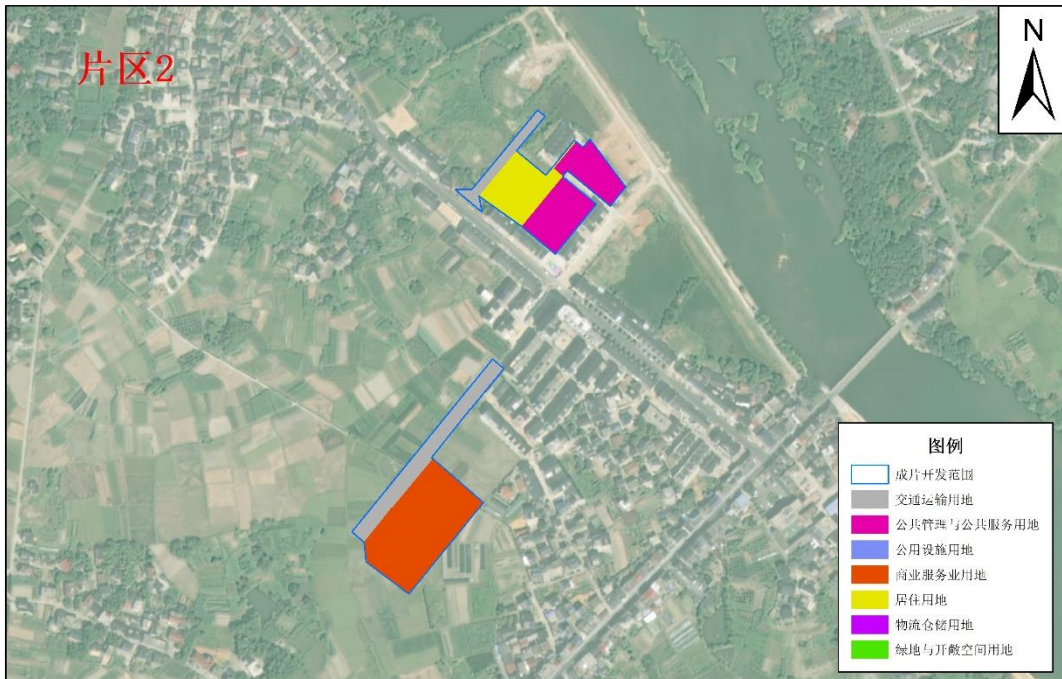 片区2
N
图例
成片开发范围
交通运输用地
公共管理与公共服务用地
公用设施用地
商业服务业用地
居住用地
物流仓储用地
绿地与开敞空间用地